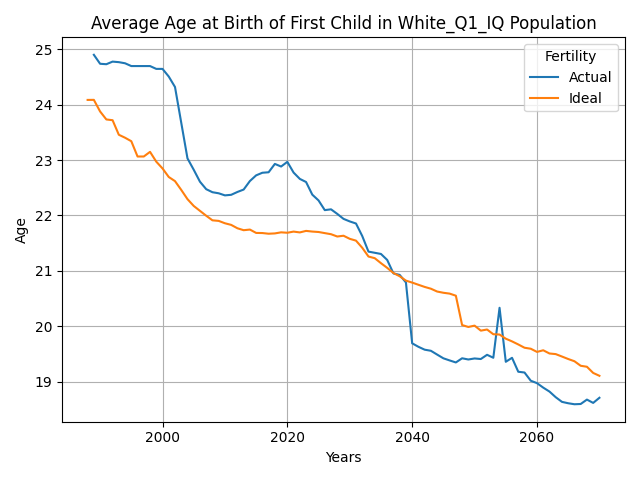 Average Age at Birth of First Child in White_Q1_IQ Population
Fertility
Actual
Ideal
Age
25
24
23
22
21
20
19
2000 2020 2040 2060
Years